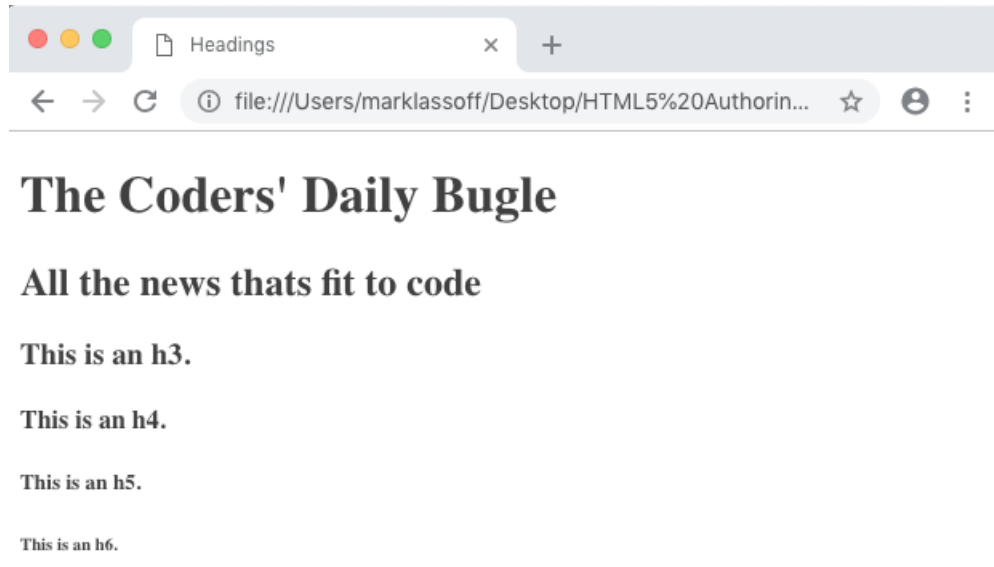 Headings
file:///Users/marklassoff/Desktop/HTML5%20Authorin...
The Coders' Daily Bugle
All the news thats fit to code
This is an h3.
This is an h4.
This is an h5.
This is an h6.